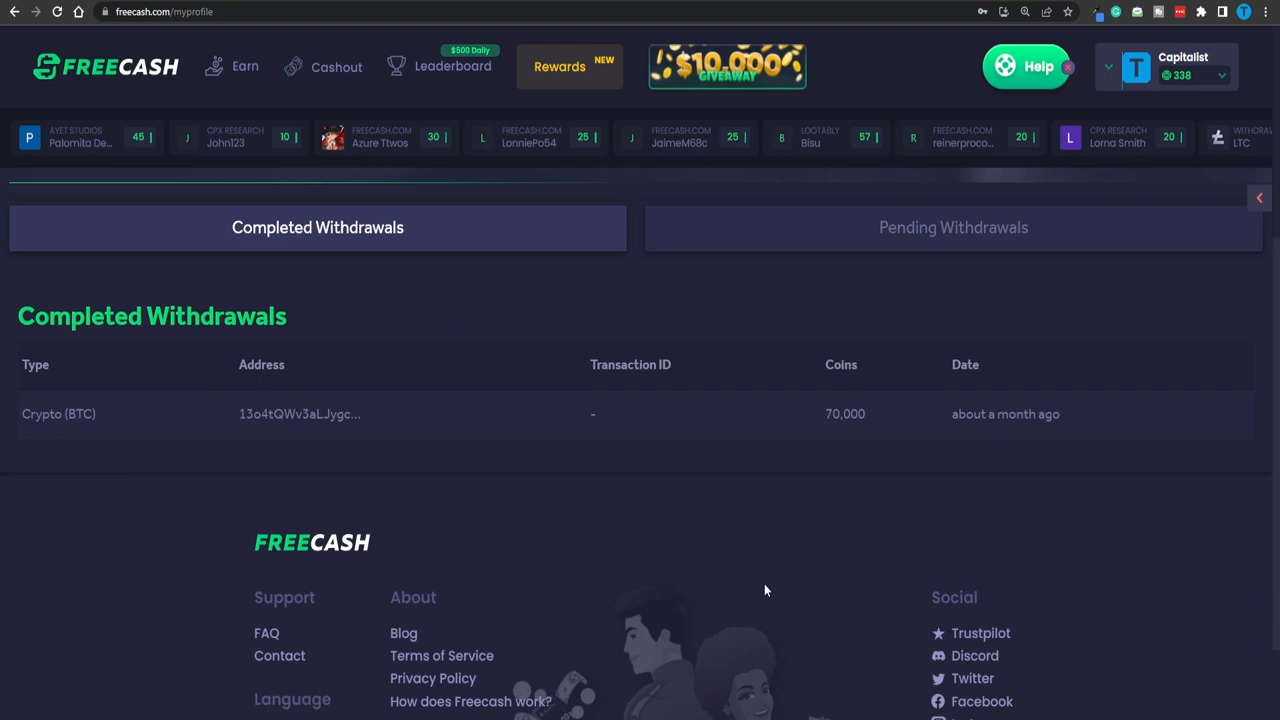 freecash.com/myprofile
T
FREECASH
Earn
Cashout
$500 Daily
Leaderboard
Rewards
NEW
$10,000
GIVEAWAY
Help
T
Capitalist
338
P
AYET STUDIOS
Palomita De...
45
J
CPX RESEARCH
John123
10
FREECASH.COM
Azure Ttwos
30
L
FREECASH.COM
LonniePo54
25
J
FREECASH.COM
JaimeM68c
25
B
LOOTABLY
Bisu
57
R
FREECASH.COM
reinerproco...
20
L
CPX RESEARCH
Lorna Smith
20
LTC
Completed Withdrawals
Pending Withdrawals
Completed Withdrawals
Type Address Transaction ID Coins Date
Crypto (BTC) 13o4tQWv3aLJygc... - 70,000 about a month ago
FREECASH
Support
FAQ
Contact
Language
About
Blog
Terms of Service
Privacy Policy
How does Freecash work?
Social
Trustpilot
Discord
Twitter
Facebook